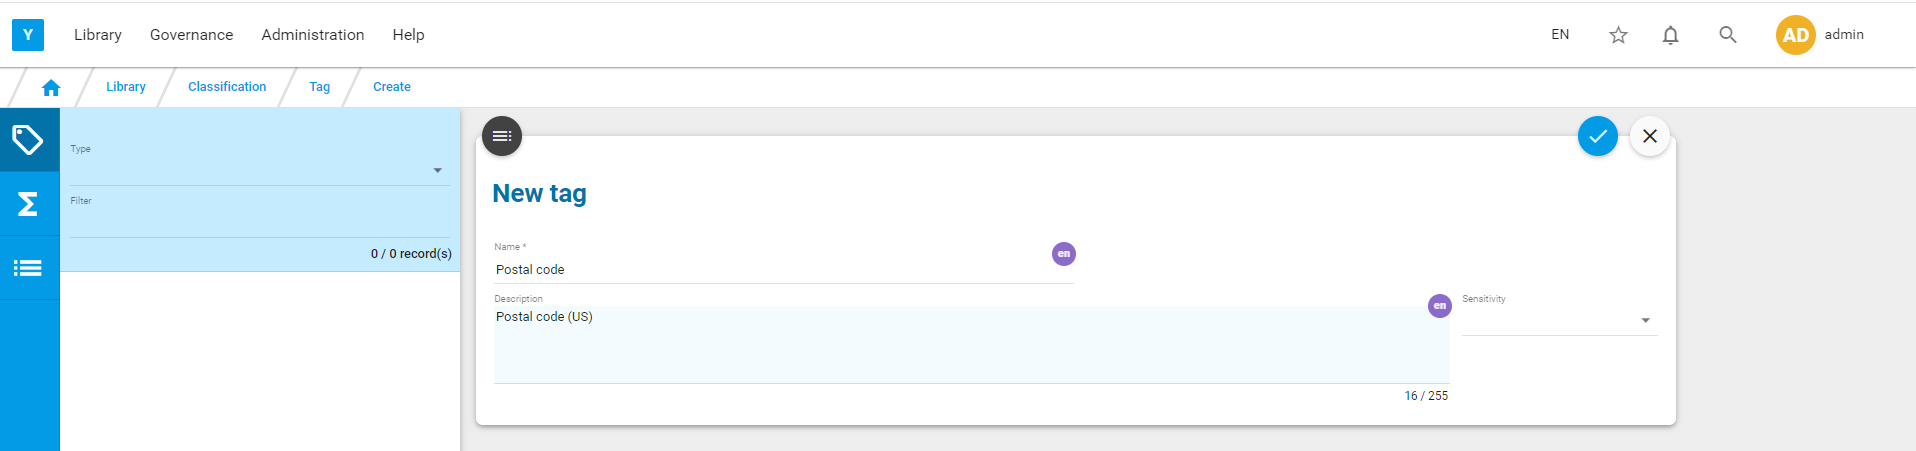 Y Library Governance Administration Help EN AD admin
Library Classification Tag Create
Type
Filter
0 / 0 record(s)
New tag
Name *
en
Postal code
Description
en
Sensitivity
Postal code (US)
16 / 255